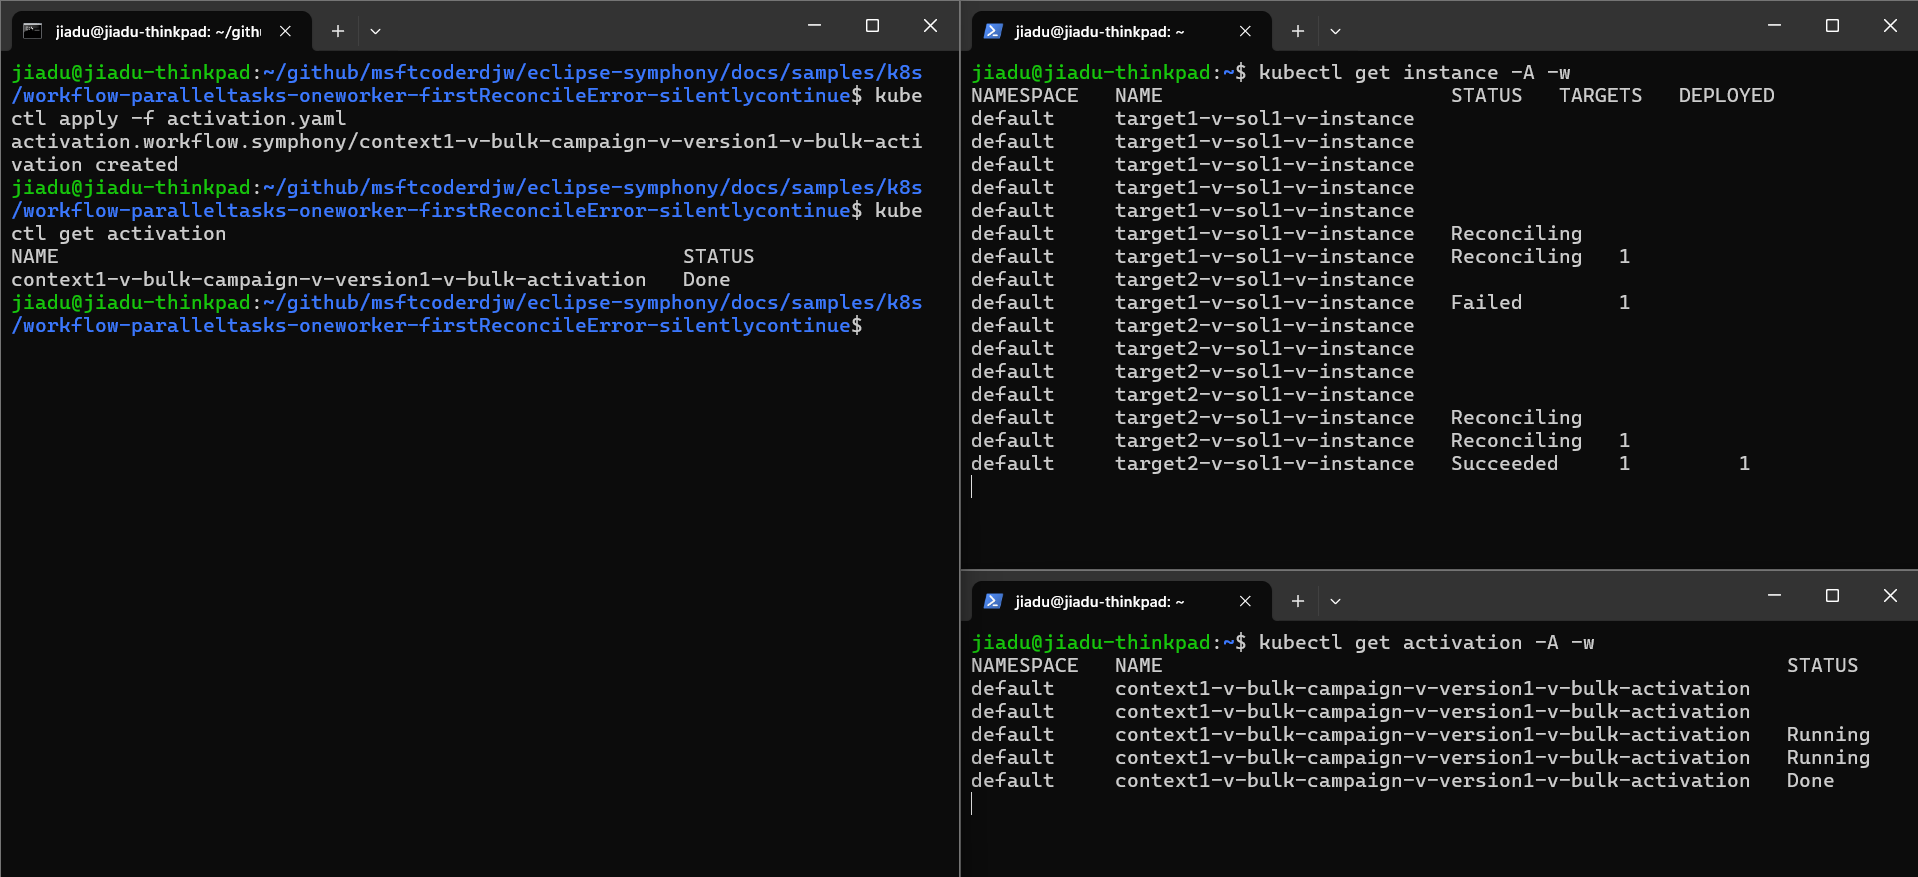 jiadu@jiadu-thinkpad: ~/gith
jiadu@jiadu-thinkpad:~/github/msftcoderdjw/eclipse-symphony/docs/samples/k8s
/workflow-paralleltasks-oneworker-firstReconcileError-silentlycontinue$ kube
ctl apply -f activation.yaml
activation.workflow.symphony/context1-v-bulk-campaign-v-version1-v-bulk-acti
vation created
jiadu@jiadu-thinkpad:~/github/msftcoderdjw/eclipse-symphony/docs/samples/k8s
/workflow-paralleltasks-oneworker-firstReconcileError-silentlycontinue$ kube
ctl get activation
NAME STATUS
context1-v-bulk-campaign-v-version1-v-bulk-activation Done
jiadu@jiadu-thinkpad:~/github/msftcoderdjw/eclipse-symphony/docs/samples/k8s
/workflow-paralleltasks-oneworker-firstReconcileError-silentlycontinue$
jiadu@jiadu-thinkpad: ~
jiadu@jiadu-thinkpad:~$ kubectl get instance -A -w
NAMESPACE NAME STATUS TARGETS DEPLOYED
default target1-v-sol1-v-instance
default target1-v-sol1-v-instance
default target1-v-sol1-v-instance
default target1-v-sol1-v-instance
default target1-v-sol1-v-instance
default target1-v-sol1-v-instance Reconciling
default target1-v-sol1-v-instance Reconciling 1
default target2-v-sol1-v-instance
default target1-v-sol1-v-instance Failed 1
default target2-v-sol1-v-instance
default target2-v-sol1-v-instance
default target2-v-sol1-v-instance
default target2-v-sol1-v-instance
default target2-v-sol1-v-instance Reconciling
default target2-v-sol1-v-instance Reconciling 1
default target2-v-sol1-v-instance Succeeded 1 1
jiadu@jiadu-thinkpad: ~
jiadu@jiadu-thinkpad:~$ kubectl get activation -A -w
NAMESPACE NAME STATUS
default context1-v-bulk-campaign-v-version1-v-bulk-activation
default context1-v-bulk-campaign-v-version1-v-bulk-activation
default context1-v-bulk-campaign-v-version1-v-bulk-activation Running
default context1-v-bulk-campaign-v-version1-v-bulk-activation Running
default context1-v-bulk-campaign-v-version1-v-bulk-activation Done